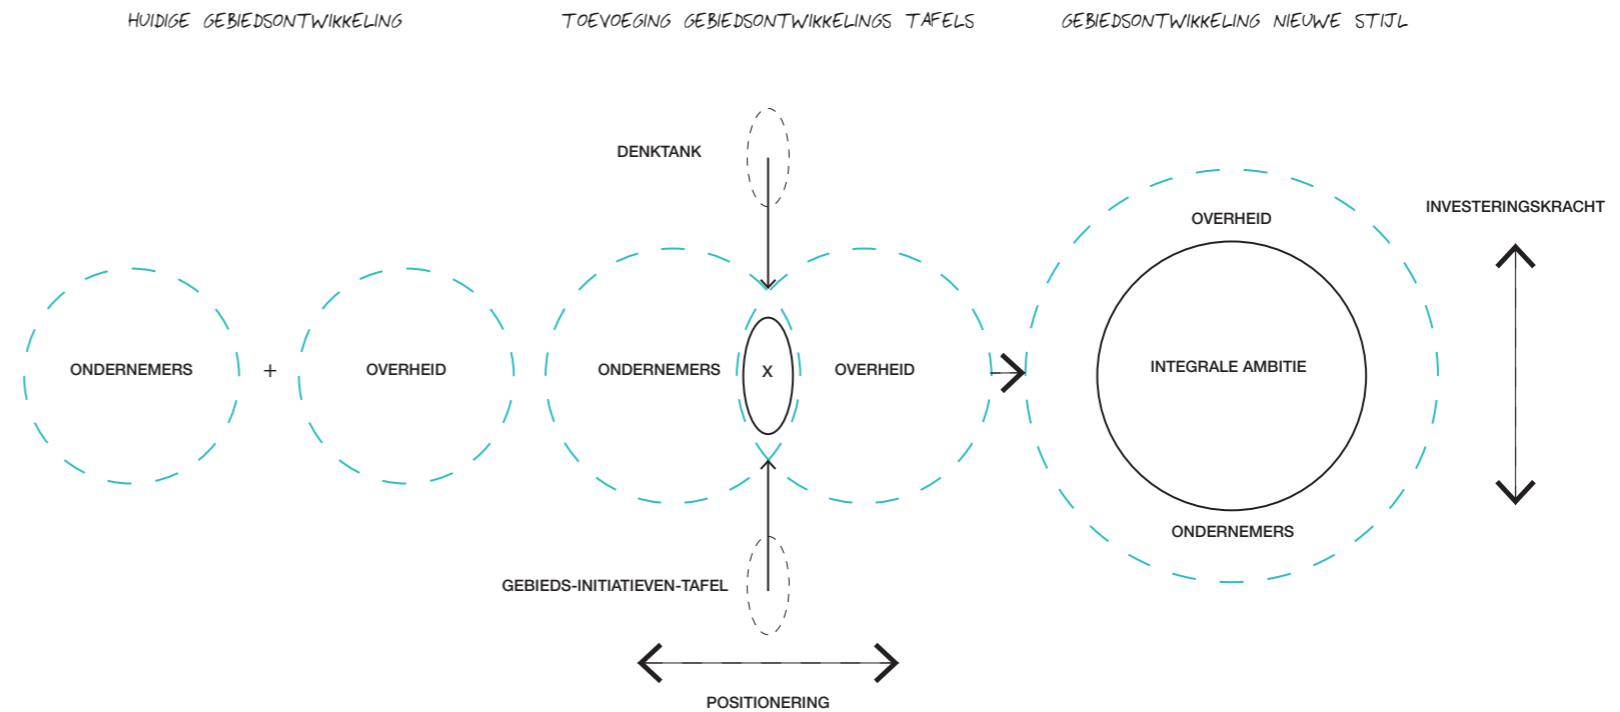 HUIDIGE GEBIEDSONTWIKKELING
TOEVOEGING GEBIEDSONTWIKKELINGS TAFELS
GEBIEDSONTWIKKELING NIEUWE STIJL
DENKTANK
OVERHEID
INVESTERINGSKRACHT
ONDERNEMERS
+
OVERHEID
ONDERNEMERS
X
OVERHEID
INTEGRALE AMBITIE
ONDERNEMERS
GEBIEDS-INITIATIEVEN-TAFEL
POSITIONERING